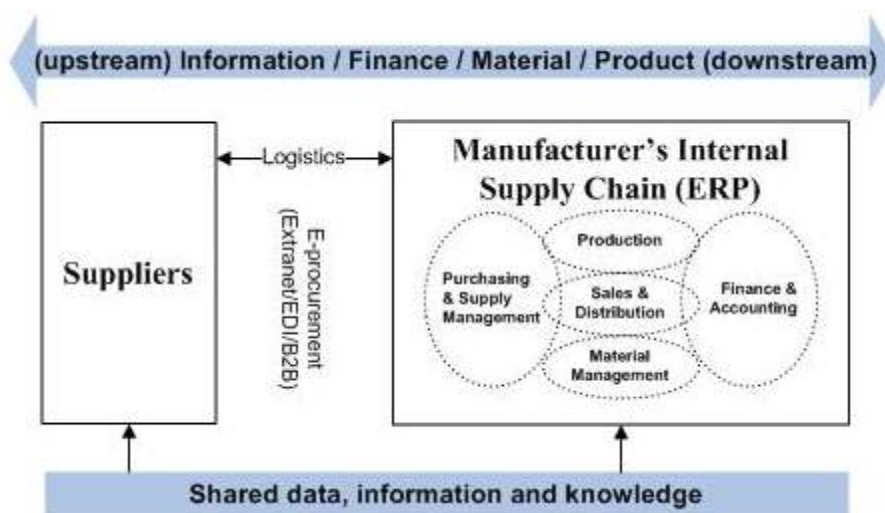 (upstream) Information / Finance / Material / Product (downstream)
Suppliers
Logistics
E-procurement
(Extranet/EDI/B2B)
Manufacturer's Internal
Supply Chain (ERP)
Production
Purchasing
& Supply
Management
Sales &
Distribution
Finance &
Accounting
Material
Management
Shared data, information and knowledge